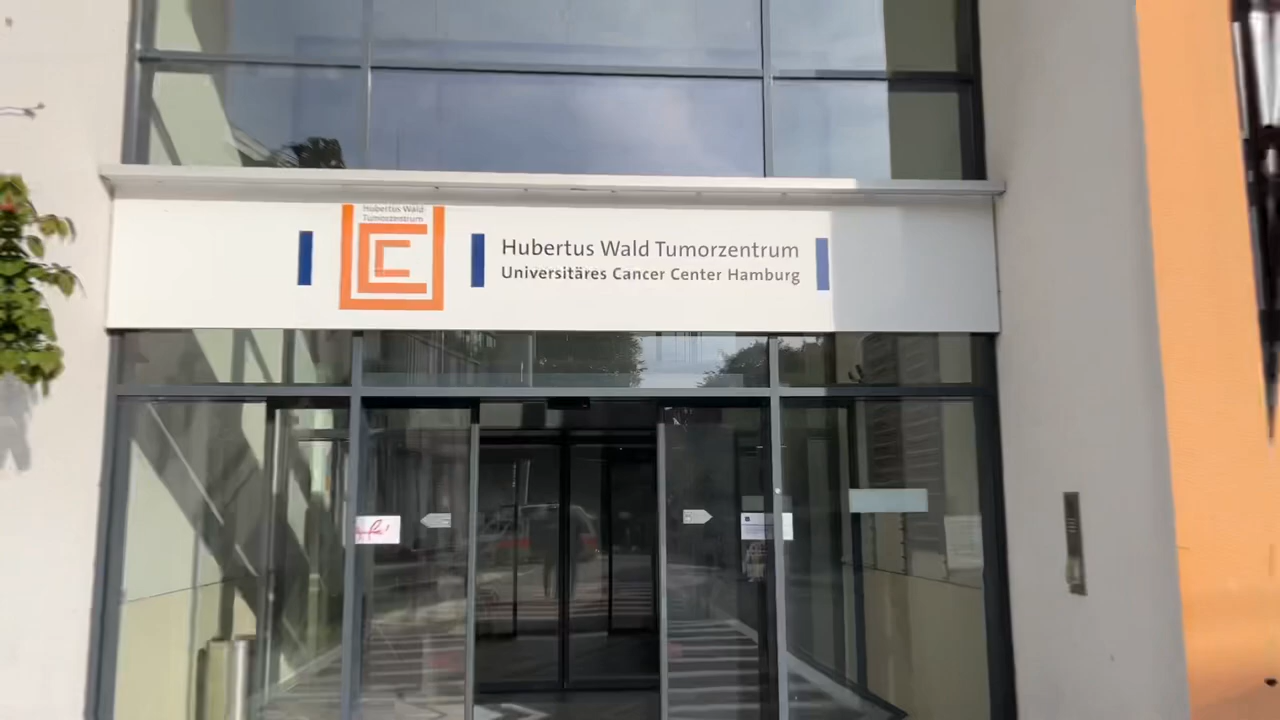 Hubertus Wald
Tumorzentrum
Hubertus Wald Tumorzentrum
Universitäres Cancer Center Hamburg